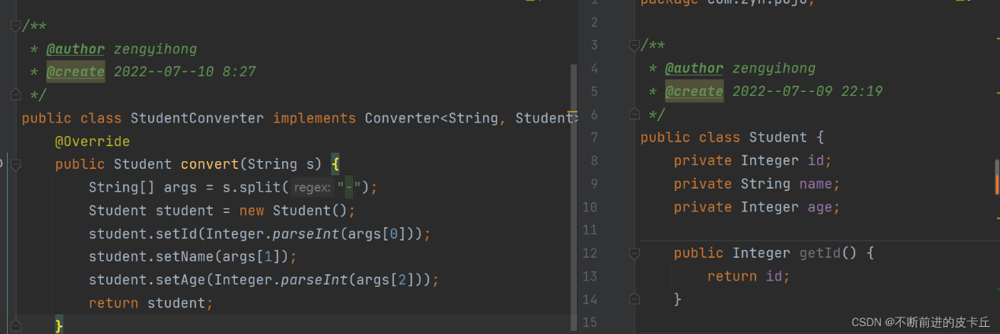 /**
* @author zengyihong
* @create 2022--07--10 8:27
*/
public class StudentConverter implements Converter<String, Student>
@Override
public Student convert(String s) {
String[] args = s.split( regex: "-");
Student student = new Student();
student.setId(Integer.parseInt(args[0]));
student.setName(args[1]);
student.setAge(Integer.parseInt(args[2]));
return student;
}
1 package com.zyh.pojo;
2
3 /**
4 * @author zengyihong
5 * @create 2022--07--09 22:19
6 */
7 public class Student {
8 private Integer id;
9 private String name;
10 private Integer age;
11
12 public Integer getId() {
13 return id;
14 }
15
CSDN @不断前进的皮卡丘